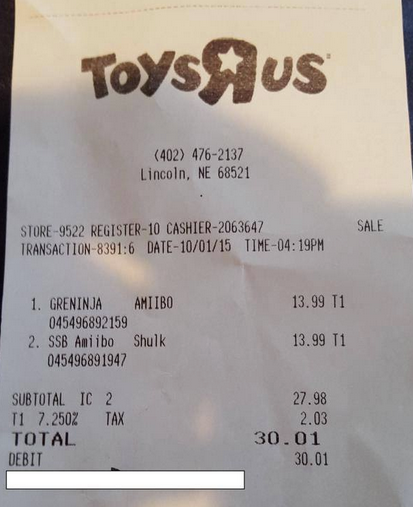 ToysRus
(402) 476-2137
Lincoln, NE 68521
STORE-9522 REGISTER-10 CASHIER-2063647 SALE
TRANSACTION-8391:6 DATE-10/01/15 TIME-04:19PM
1. GRENINJA AMIIBO 13.99 T1
045496892159
2. SSB Amiibo Shulk 13.99 T1
045496891947
SUBTOTAL IC 2 27.98
T1 7.250% TAX 2.03
TOTAL 30.01
DEBIT 30.01